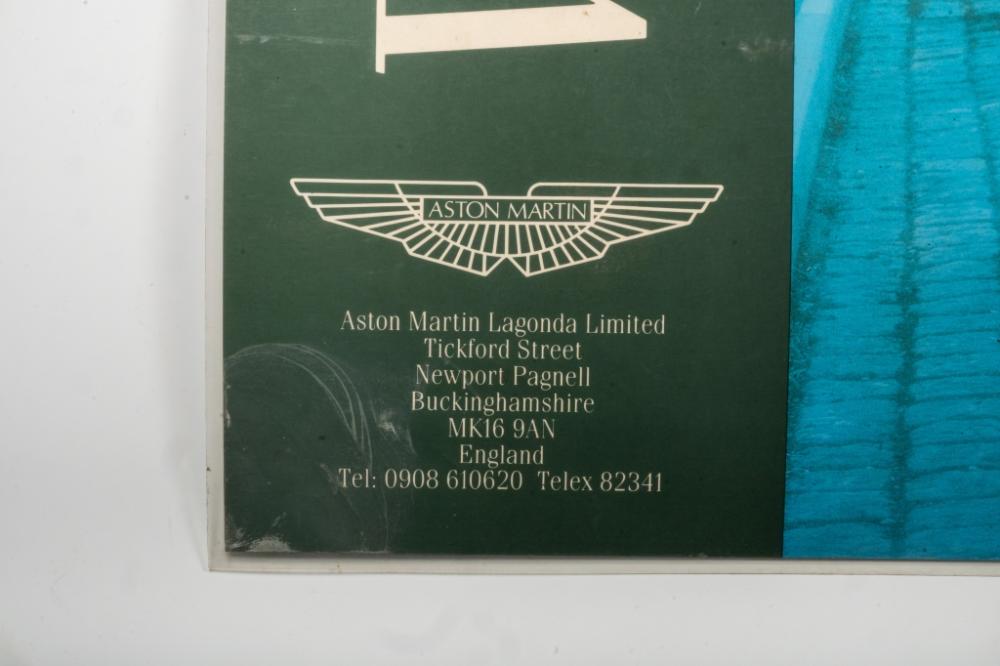 ASTON MARTIN
Aston Martin Lagonda Limited
Tickford Street
Newport Pagnell
Buckinghamshire
MK16 9AN
England
Tel: 0908 610620 Telex 82341